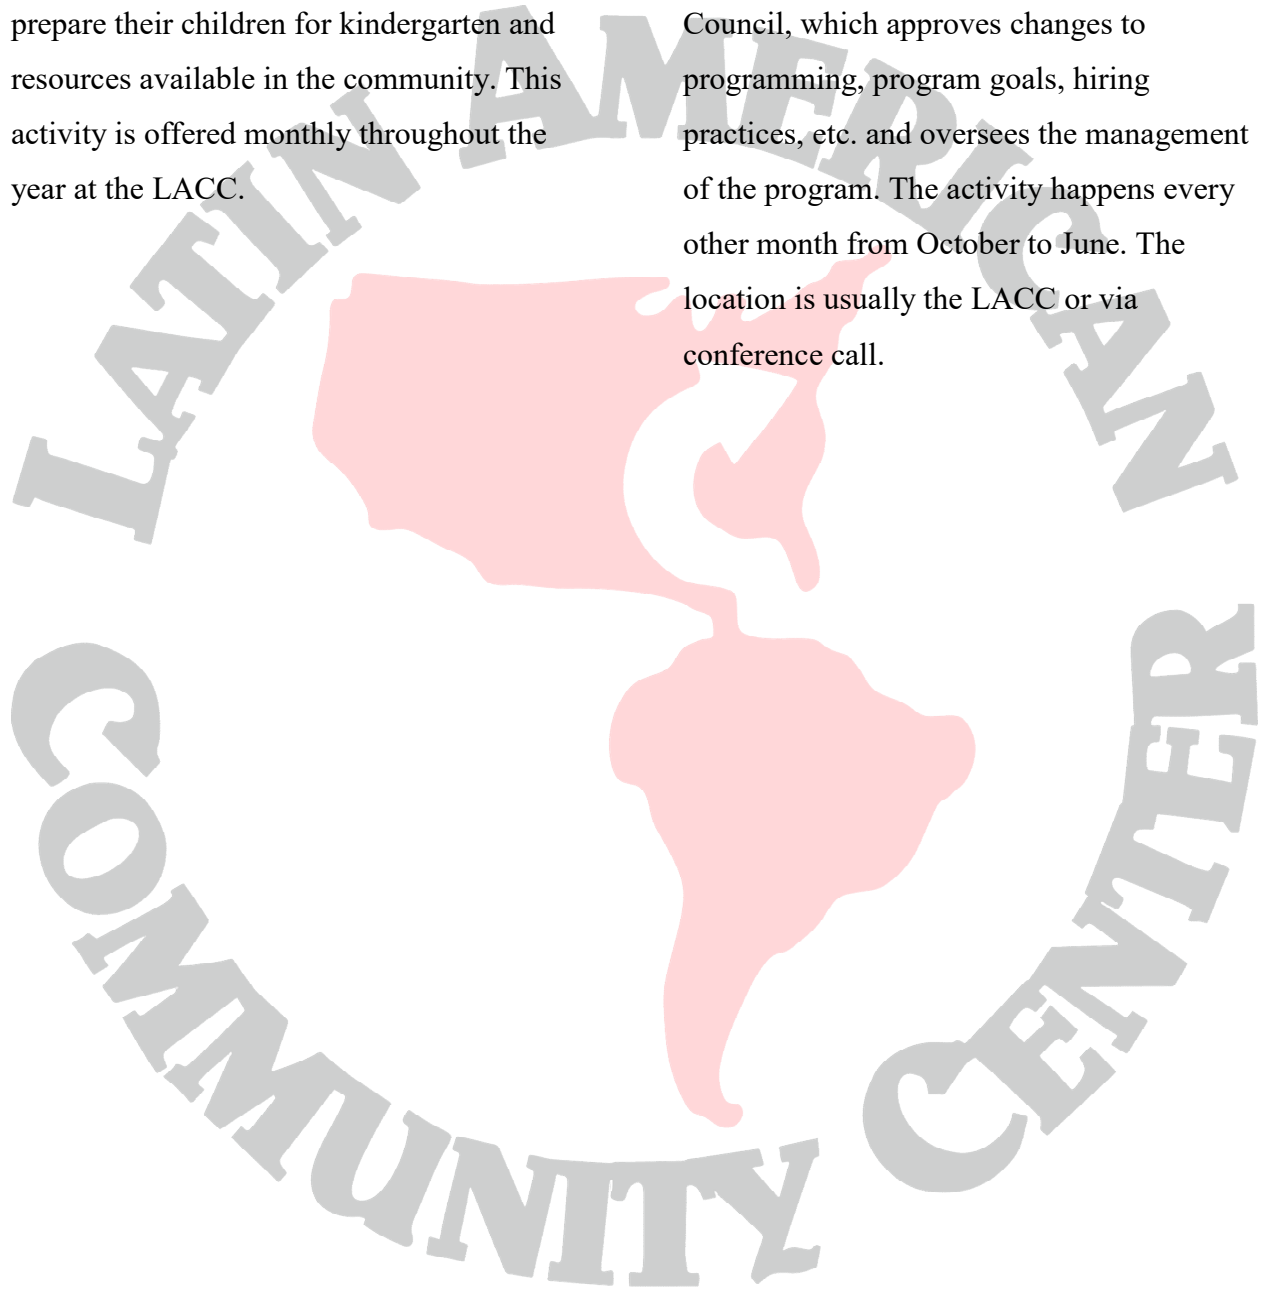 prepare their children for kindergarten and
resources available in the community. This
activity is offered monthly throughout the
year at the LACC.
Council, which approves changes to
programming, program goals, hiring
practices, etc. and oversees the management
of the program. The activity happens every
other month from October to June. The
location is usually the LACC or via
conference call.
LATIN AMERICAN
COMMUNITY CENTER